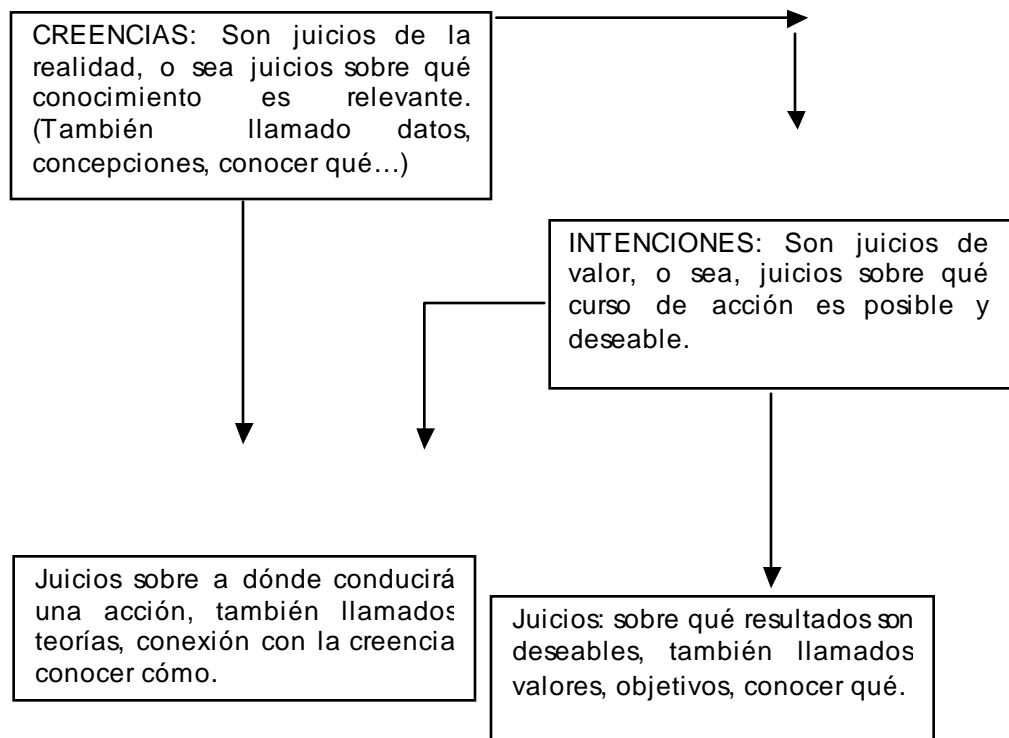 CREENCIAS: Son juicios de la
realidad, o sea juicios sobre qué
conocimiento es relevante.
(También llamado datos,
concepciones, conocer qué…)
INTENCIONES: Son juicios de
valor, o sea, juicios sobre qué
curso de acción es posible y
deseable.
Juicios sobre a dónde conducirá
una acción, también llamados
teorías, conexión con la creencia
conocer cómo.
Juicios: sobre qué resultados son
deseables, también llamados
valores, objetivos, conocer qué.